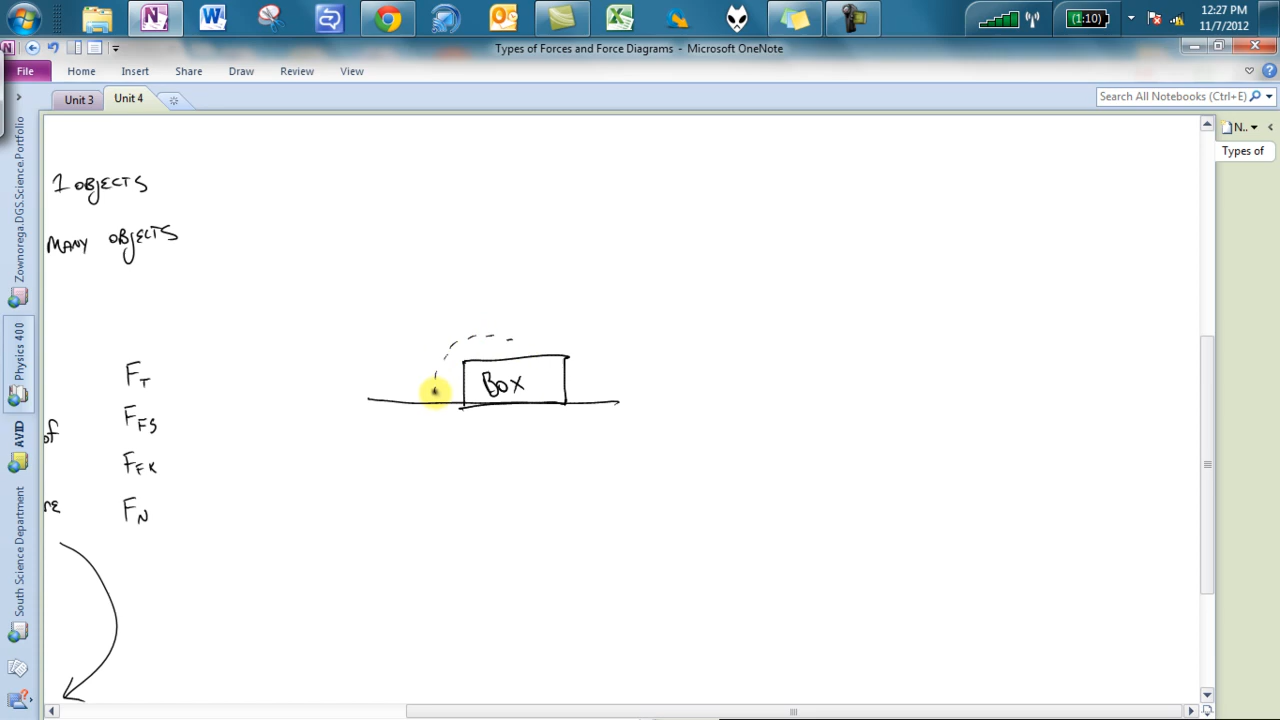 12:27 PM
(1:10)
11/7/2012
Types of Forces and Force Diagrams - Microsoft OneNote
File Home Insert Share Draw Review View
Unit 3 Unit 4
Search All Notebooks (Ctrl+E)
N..
Types of
Zownorega.DGS.Science.Portfolio
Physics 400
AVID
South Science Department
1 OBJECTS
MANY OBJECTS
BOX
FT
FFS
of
FFK
FN